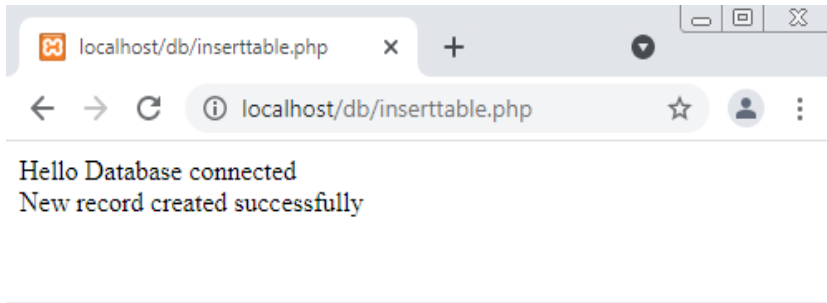 localhost/db/inserttable.php
localhost/db/inserttable.php
Hello Database connected
New record created successfully